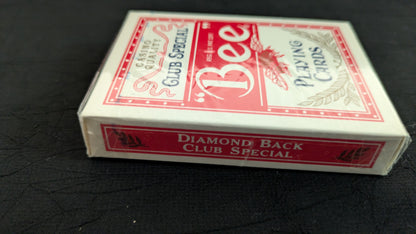 CASINO
QUALITY
CLUB SPECIAL
"Bee"
PLAYING
CARDS
DIAMOND BACK
CLUB SPECIAL